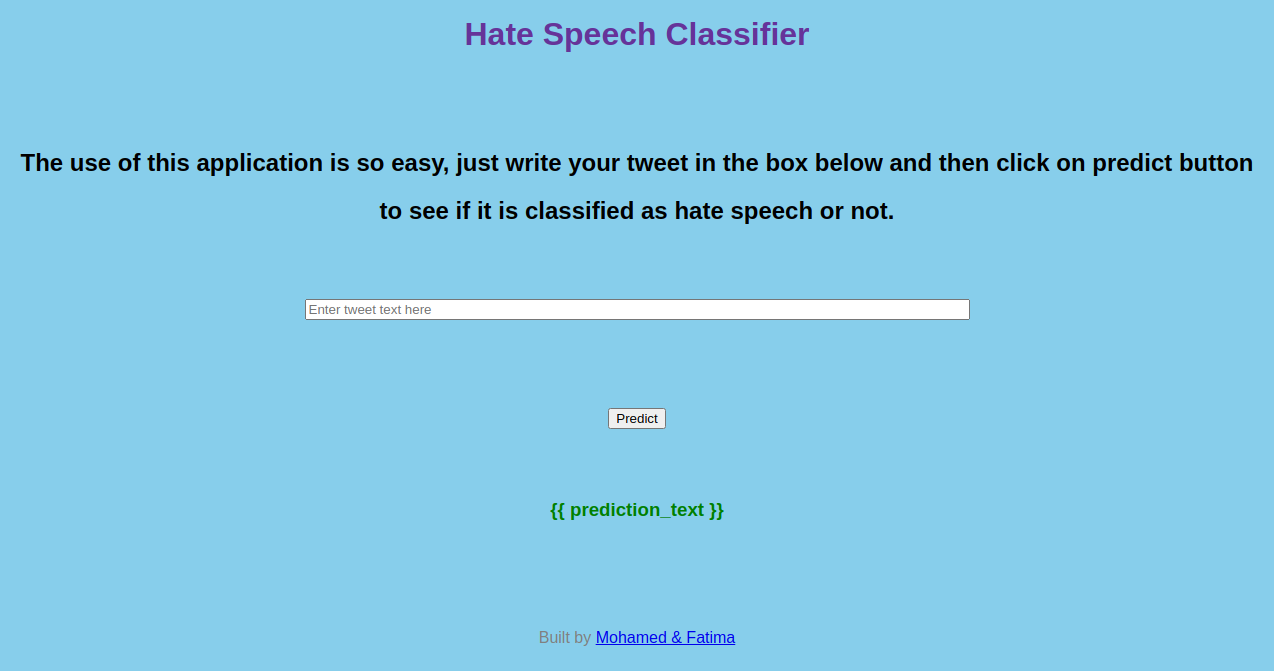 Hate Speech Classifier
The use of this application is so easy, just write your tweet in the box below and then click on predict button
to see if it is classified as hate speech or not.
Enter tweet text here
Predict
{{ prediction_text }}
Built by Mohamed & Fatima